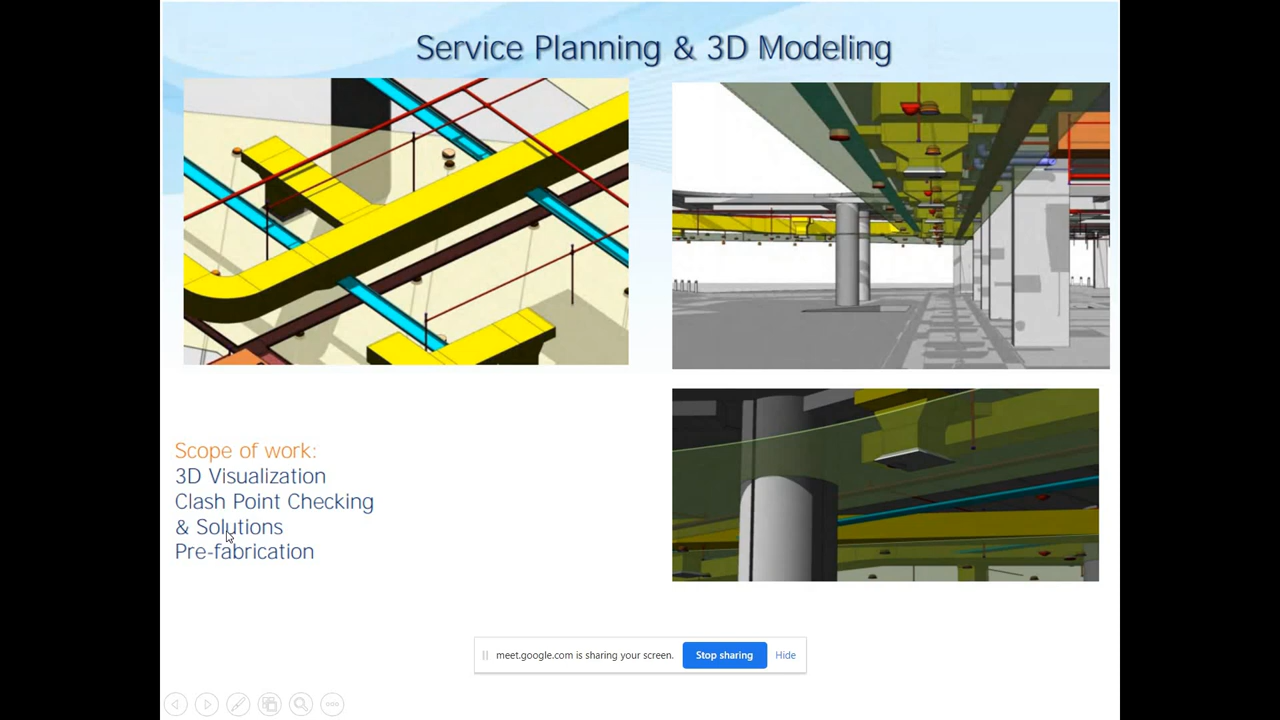 Service Planning & 3D Modeling
Scope of work:
3D Visualization
Clash Point Checking
& Solutions
Pre-fabrication
meet.google.com is sharing your screen.
Stop sharing
Hide